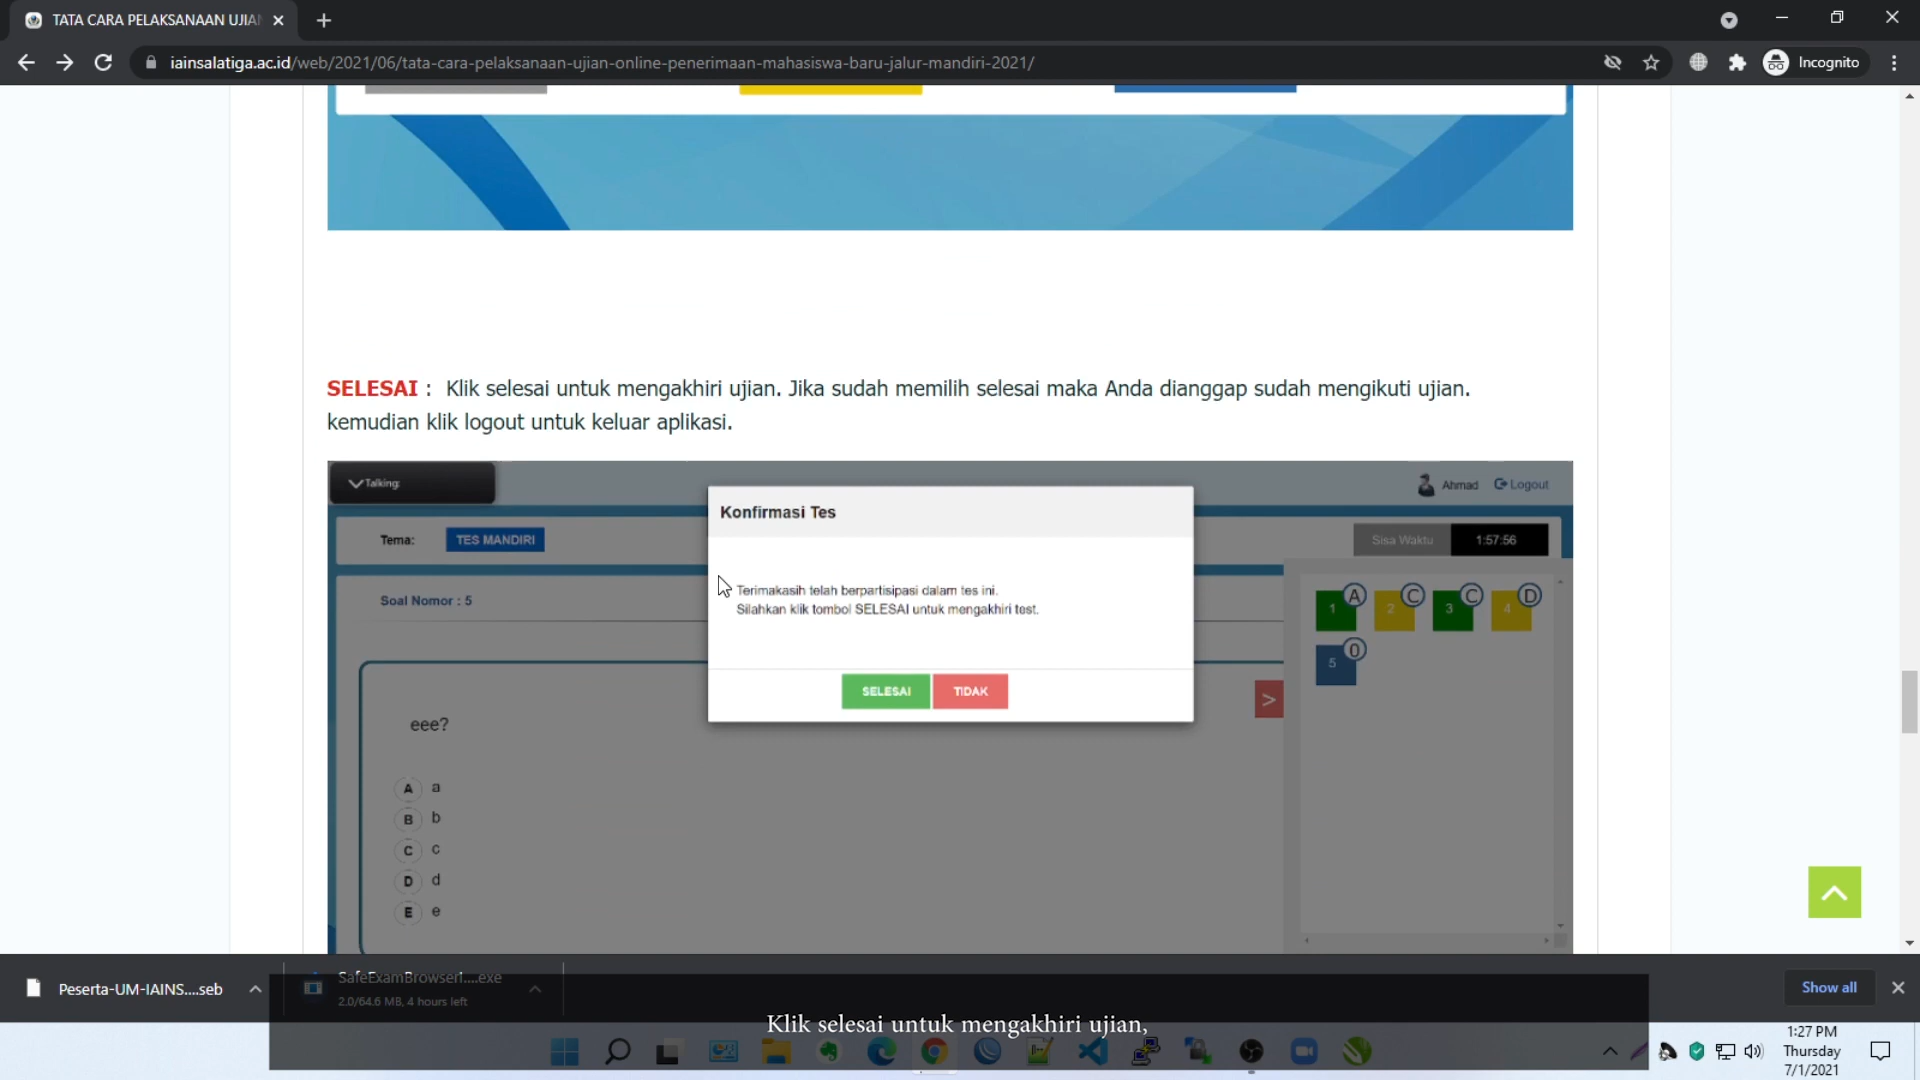 TATA CARA PELAKSANAAN UJIAN
iainsalatiga.ac.id/web/2021/06/tata-cara-pelaksanaan-ujian-online-penerimaan-mahasiswa-baru-jalur-mandiri-2021/
Incognito
SELESAI : Klik selesai untuk mengakhiri ujian. Jika sudah memilih selesai maka Anda dianggap sudah mengikuti ujian.
kemudian klik logout untuk keluar aplikasi.
Talking:
Ahmad Logout
Konfirmasi Tes
Tema: TES MANDIRI
Sisa Waktu 1:57:56
Terimakasih telah berpartisipasi dalam tes ini.
Silahkan klik tombol SELESAI untuk mengakhiri test.
Soal Nomor : 5
1 A 2 C 3 C 4 D
5 0
SELESAI TIDAK
>
eee?
A a
B b
C c
D d
E e
Peserta-UM-IAINS....seb
SafeExamBrowserI....exe
2.0/64.6 MB, 4 hours left
Show all
Klik selesai untuk mengakhiri ujian,
1:27 PM
Thursday
7/1/2021